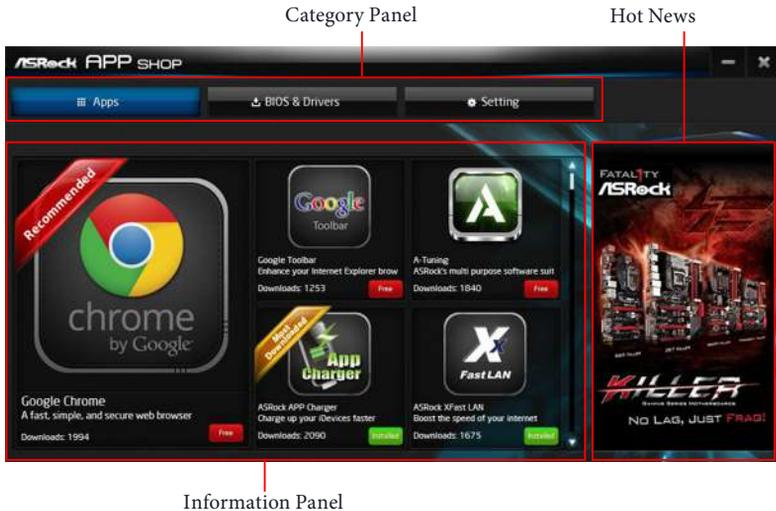 Category Panel
Hot News
ASRock APP SHOP
Apps
BIOS & Drivers
Setting
Recommended
chrome
by Google
Google Chrome
A fast, simple, and secure web browser
Downloads: 1994
Free
Google
Toolbar
Google Toolbar
Enhance your Internet Explorer brow
Downloads: 1253
Free
A-Tuning
ASRock's multi purpose software suit
Downloads: 1840
Free
Most
Downloaded
App
Charger
ASRock APP Charger
Charge up your iDevices faster
Downloads: 2090
Installed
X
FastLAN
ASRock XFast LAN
Boost the speed of your internet
Downloads: 1675
Installed
FATAL1TY
ASRock
KILLER
GAMING SERIES MOTHERBOARDS
NO LAG, JUST FRAG!
Information Panel